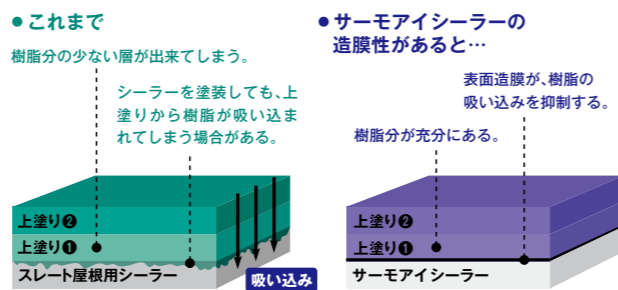 ●これまで
樹脂分の少ない層が出来てしまう。
シーラーを塗装しても、上
塗りから樹脂が吸い込ま
れてしまう場合がある。
上塗り❷
上塗り❶
スレート屋根用シーラー
吸い込み
●サーモアイシーラーの
造膜性があると…
表面造膜が、樹脂の
吸い込みを抑制する。
樹脂分が充分にある。
上塗り❷
上塗り❶
サーモアイシーラー